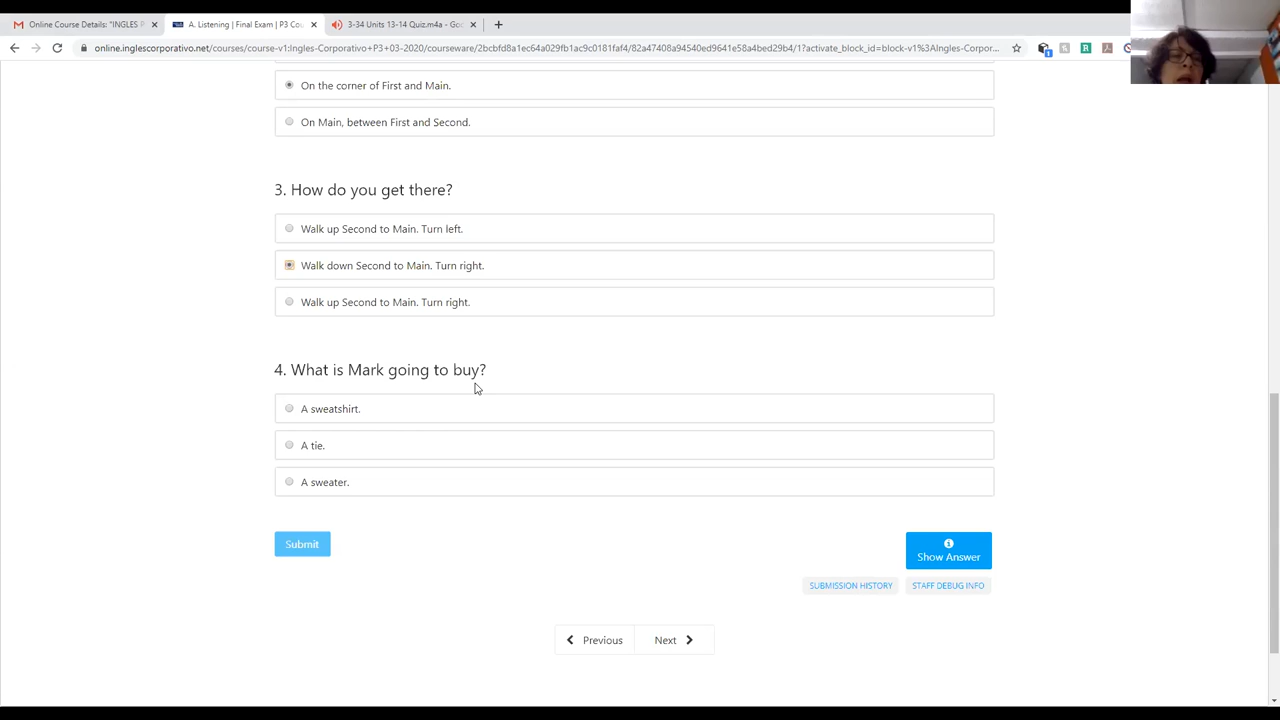 Online Course Details: "INGLES P
A. Listening | Final Exam | P3 Cou
3-34 Units 13-14 Quiz.m4a - Goo
online.inglescorporativo.net/courses/course-v1:Ingles-Corporativo+P3+03-2020/courseware/2bcbfd8a1ec64a029fb1ac9c0181faf4/82a47408a94540ed9641e58a4bed29b4/1?activate_block_id=block-v1%3AIngles-Corpor...
On the corner of First and Main.
On Main, between First and Second.
3. How do you get there?
Walk up Second to Main. Turn left.
Walk down Second to Main. Turn right.
Walk up Second to Main. Turn right.
4. What is Mark going to buy?
A sweatshirt.
A tie.
A sweater.
Submit
Show Answer
SUBMISSION HISTORY
STAFF DEBUG INFO
Previous
Next